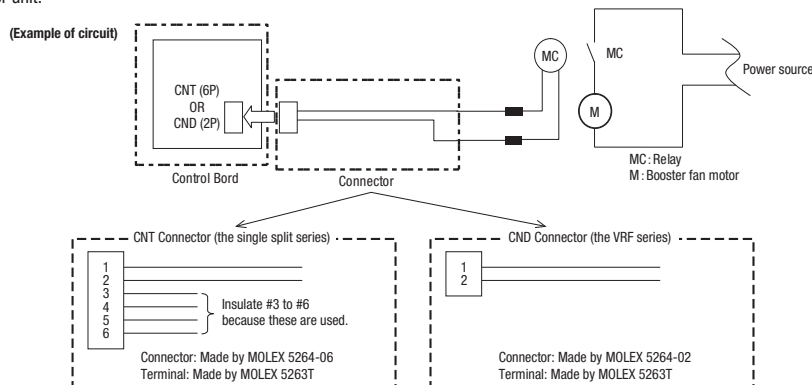 or unit.
(Example of circuit)
CNT (6P)
OR
CND (2P)
Control Bord
Connector
MC
MC
M
Power source
MC: Relay
M: Booster fan motor
CNT Connector (the single split series)
1
2
3
4
5
6
Insulate #3 to #6
because these are used.
Connector: Made by MOLEX 5264-06
Terminal: Made by MOLEX 5263T
CND Connector (the VRF series)
1
2
Connector: Made by MOLEX 5264-02
Terminal: Made by MOLEX 5263T